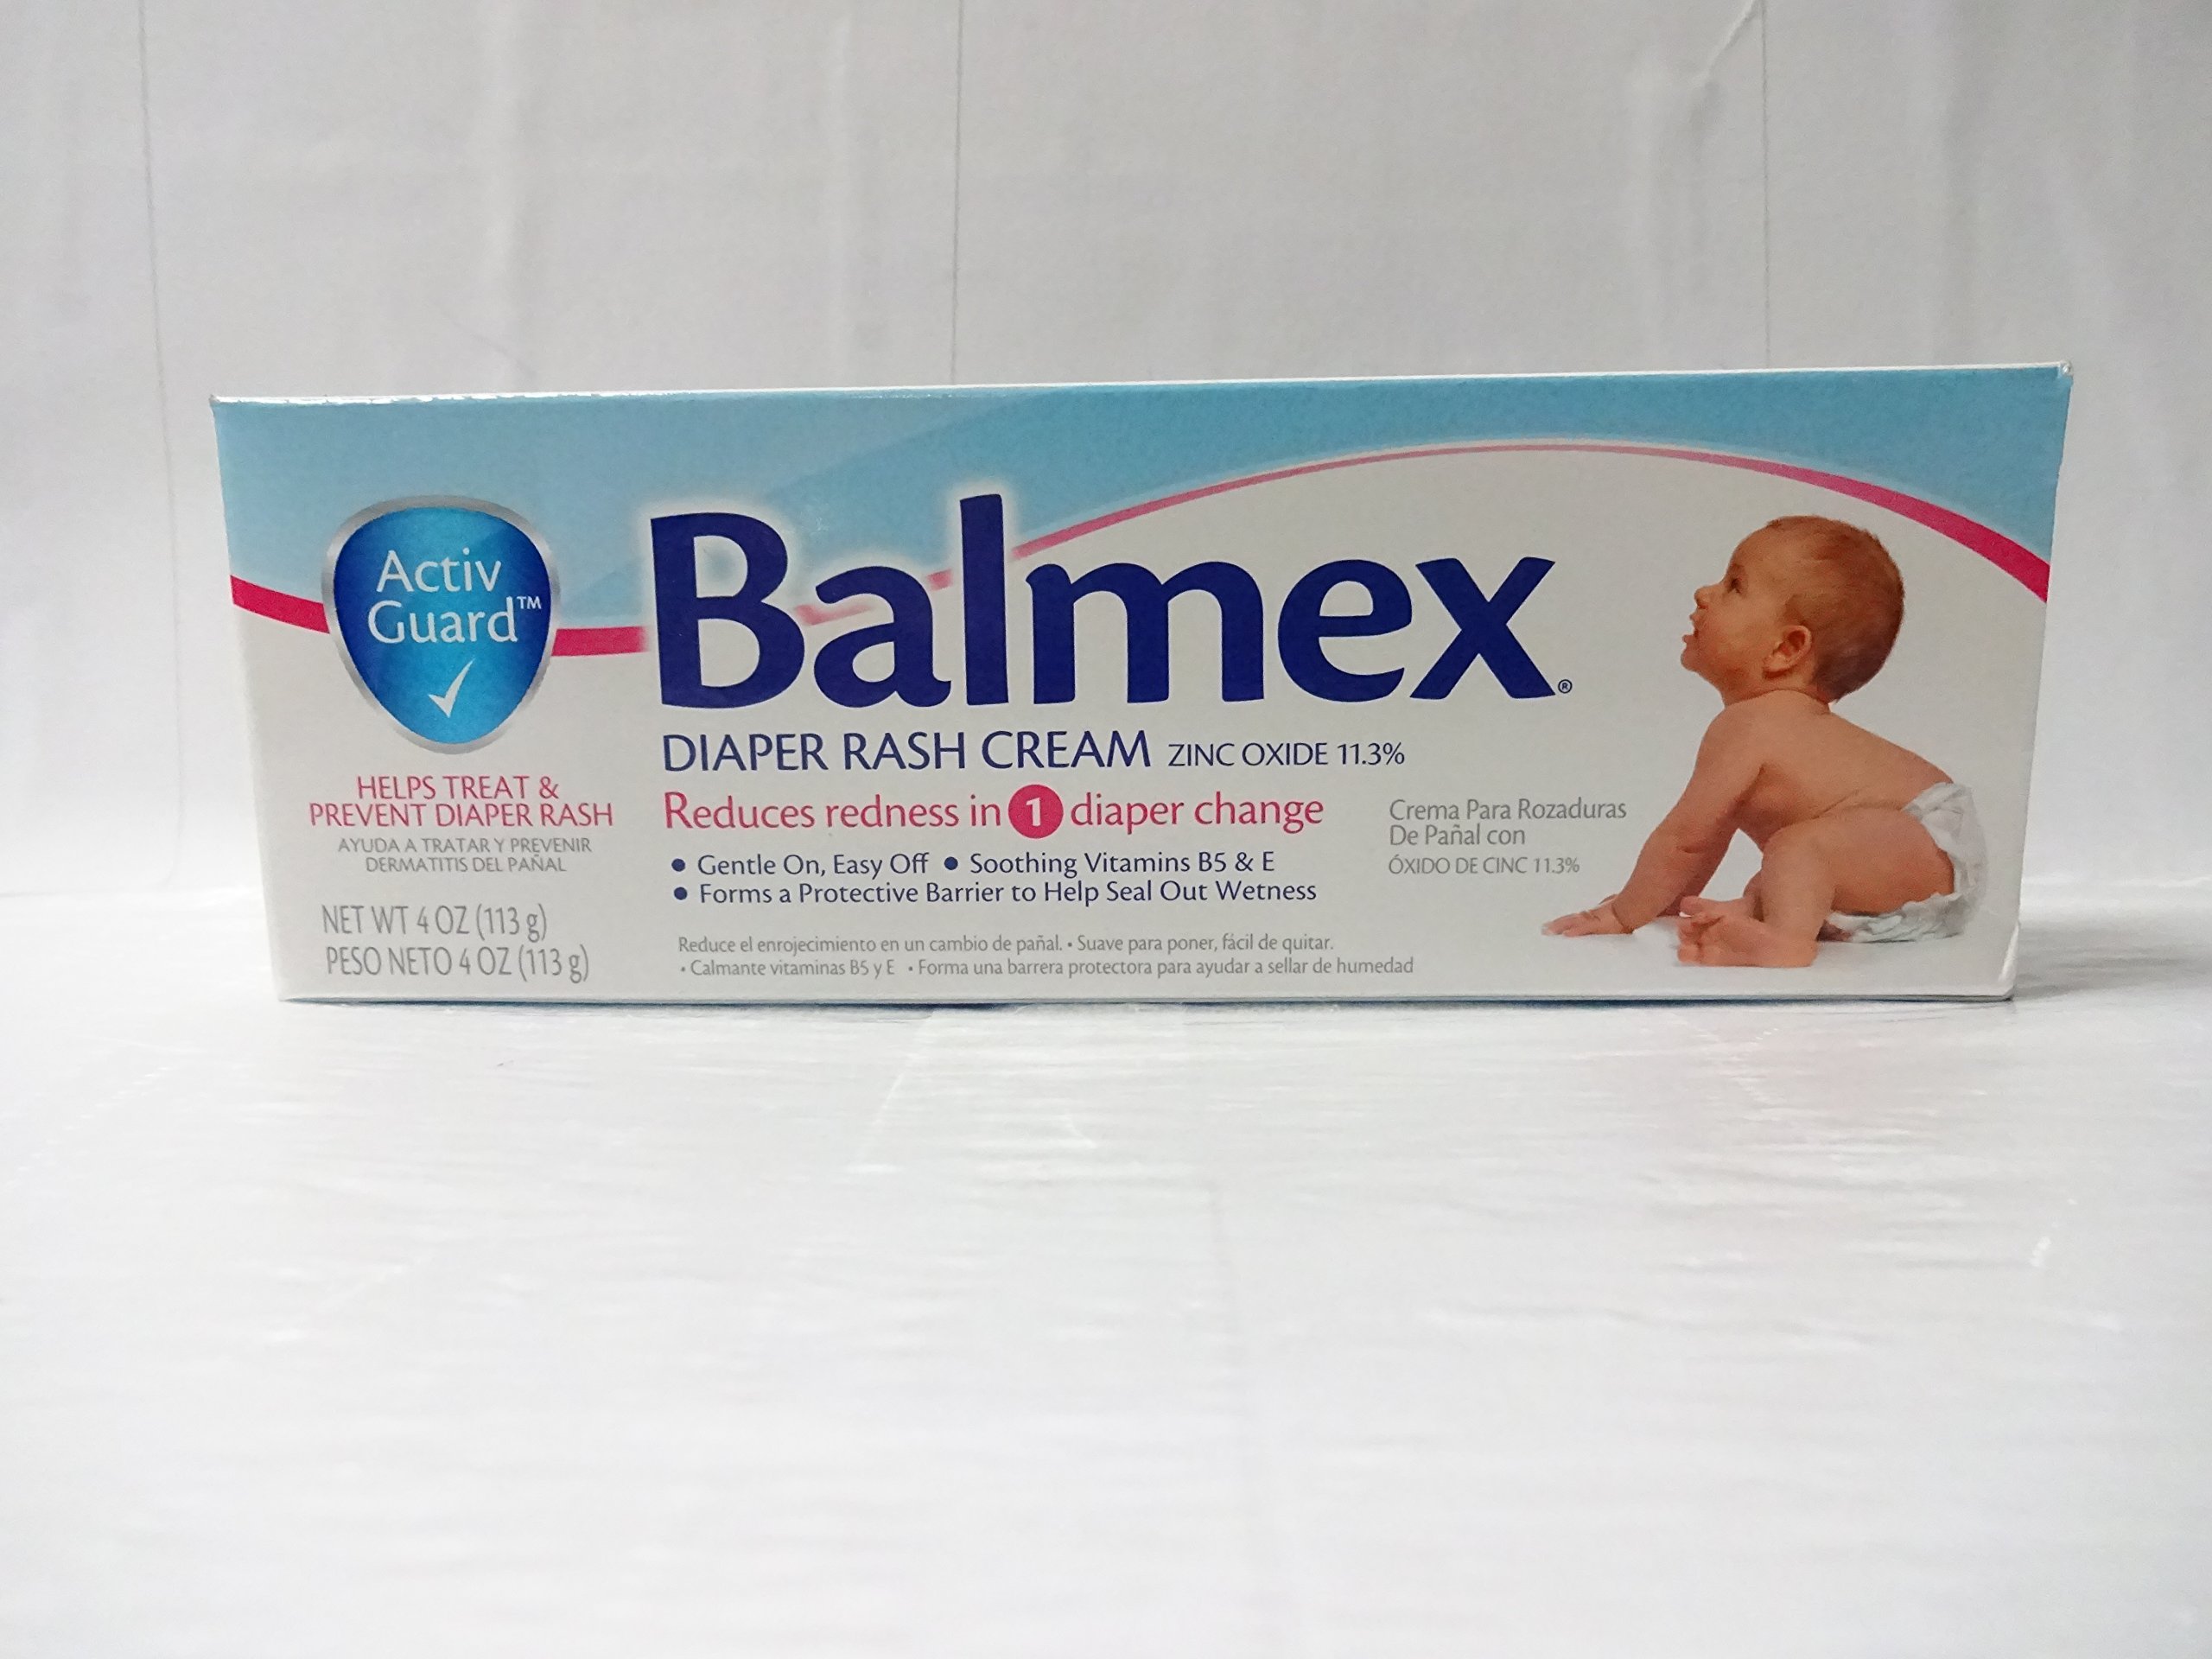 Activ
Guard™
HELPS TREAT &
PREVENT DIAPER RASH
AYUDA A TRATAR Y PREVENIR
DERMATITIS DEL PAÑAL
NET WT 4 OZ (113 g)
PESO NETO 4 OZ (113 g)
Balmex®
DIAPER RASH CREAM ZINC OXIDE 11.3%
Reduces redness in 1 diaper change
• Gentle On, Easy Off • Soothing Vitamins B5 & E
• Forms a Protective Barrier to Help Seal Out Wetness
Reduce el enrojecimiento en un cambio de pañal. • Suave para poner, fácil de quitar.
• Calmante vitaminas B5 y E • Forma una barrera protectora para ayudar a sellar de humedad
Crema Para Rozaduras
De Pañal con
ÓXIDO DE CINC 11.3%